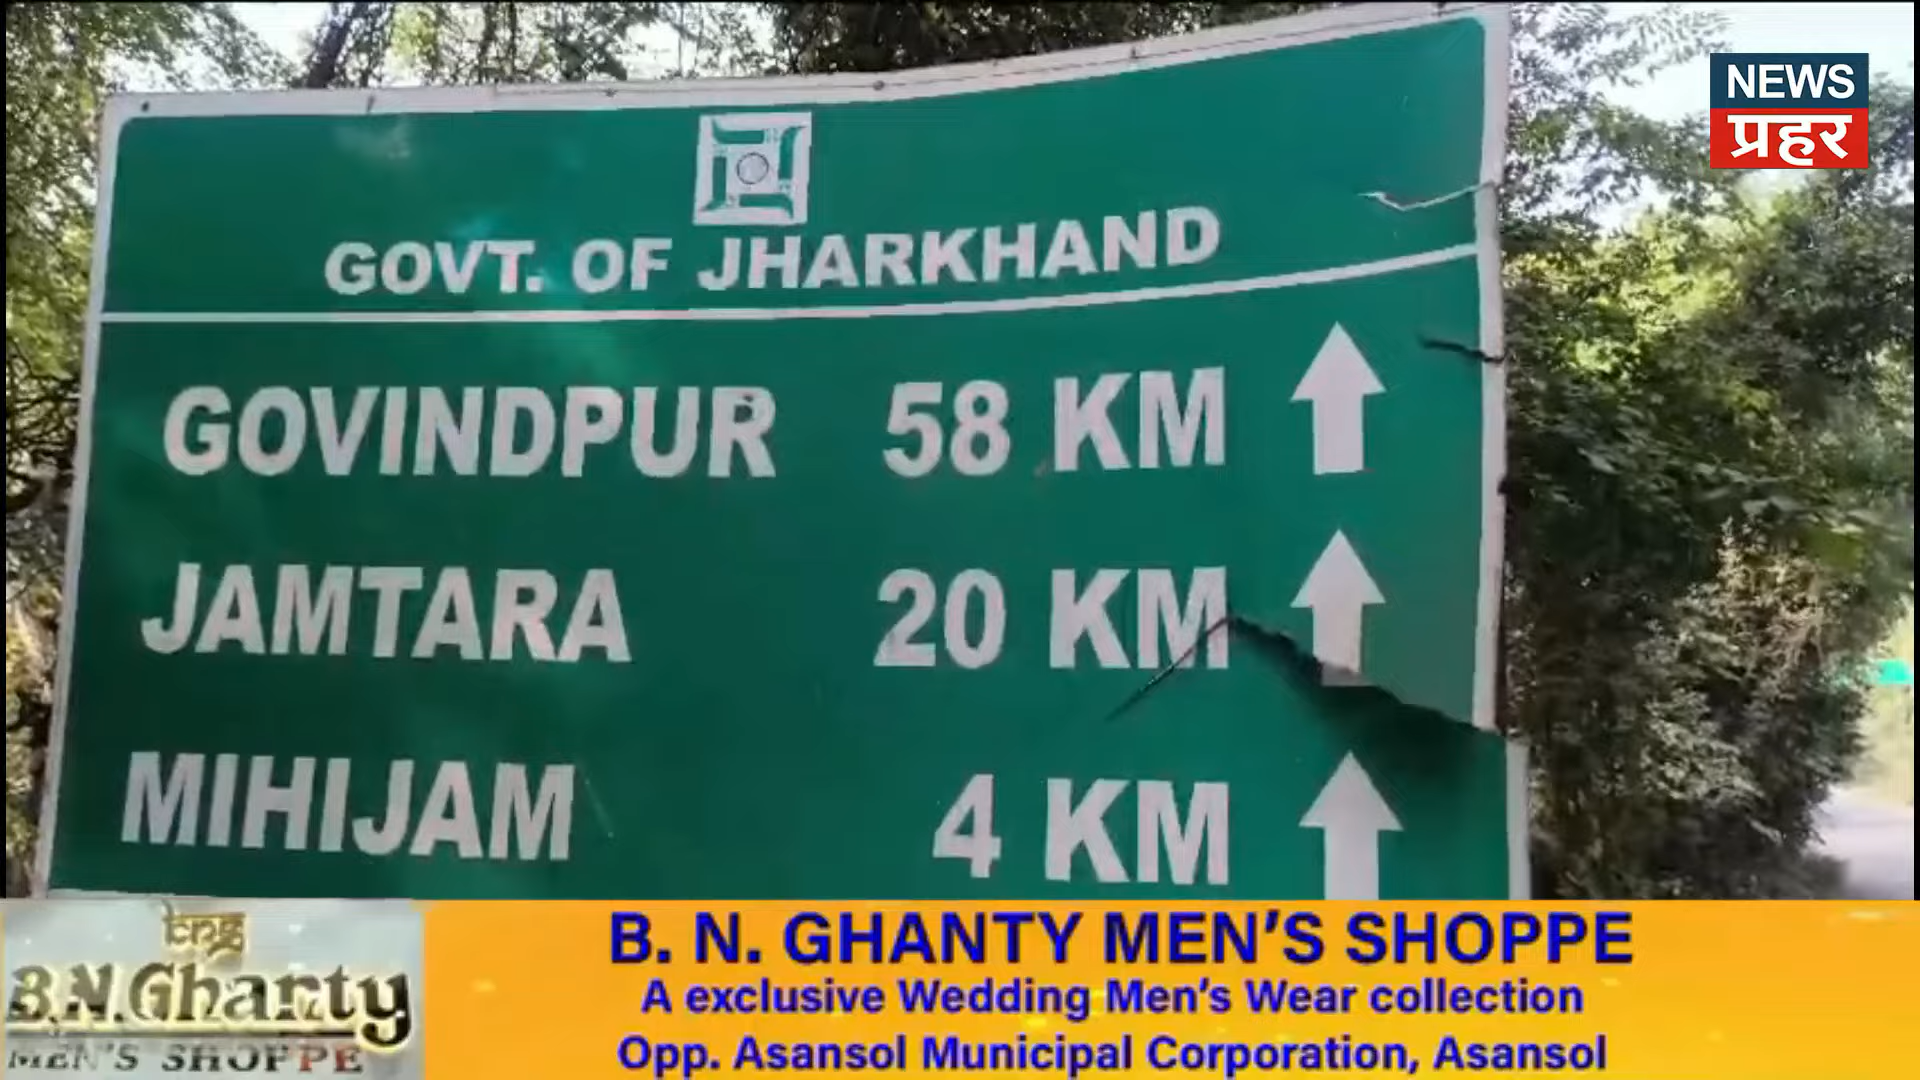 NEWS
प्रहर
GOVT. OF JHARKHAND
GOVINDPUR 58 KM
JAMTARA 20 KM
MIHIJAM 4 KM
bng
B.N.Ghanty
MEN'S SHOPPE
B. N. GHANTY MEN'S SHOPPE
A exclusive Wedding Men's Wear collection
Opp. Asansol Municipal Corporation, Asansol